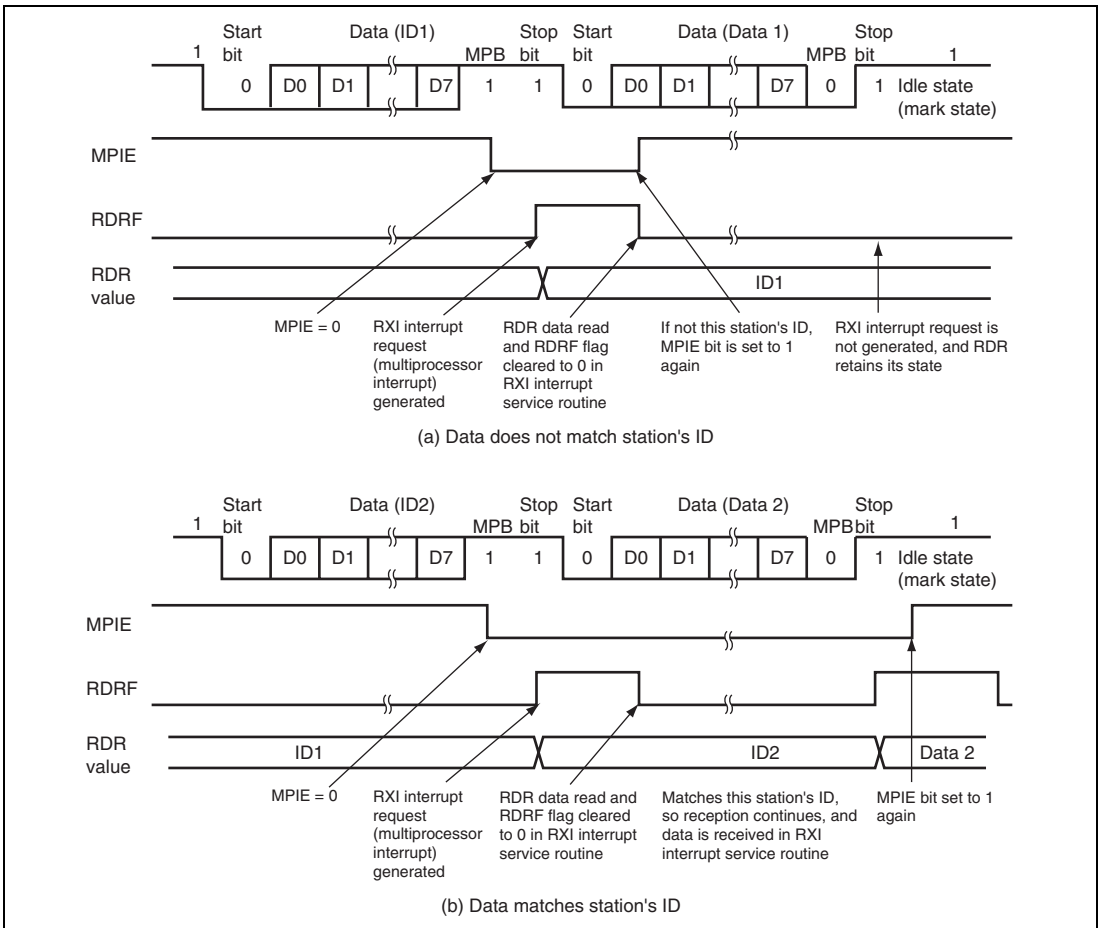 Start Data (ID1) Stop Start Data (Data 1) Stop
1 bit MPB bit bit MPB bit 1
0 D0 D1 D7 1 1 0 D0 D1 D7 0 1 Idle state
(mark state)
MPIE
RDRF
RDR
value
ID1
MPIE = 0
RXI interrupt
request
(multiprocessor
interrupt)
generated
RDR data read
and RDRF flag
cleared to 0 in
RXI interrupt
service routine
If not this station's ID,
MPIE bit is set to 1
again
RXI interrupt request is
not generated, and RDR
retains its state
(a) Data does not match station's ID
Start Data (ID2) Stop Start Data (Data 2) Stop
1 bit MPB bit bit MPB bit 1
0 D0 D1 D7 1 1 0 D0 D1 D7 0 1 Idle state
(mark state)
MPIE
RDRF
RDR
value
ID1 ID2 Data 2
MPIE = 0
RXI interrupt
request
(multiprocessor
interrupt)
generated
RDR data read and
RDRF flag cleared
to 0 in RXI interrupt
service routine
Matches this station's ID,
so reception continues, and
data is received in RXI
interrupt service routine
MPIE bit set to 1
again
(b) Data matches station's ID